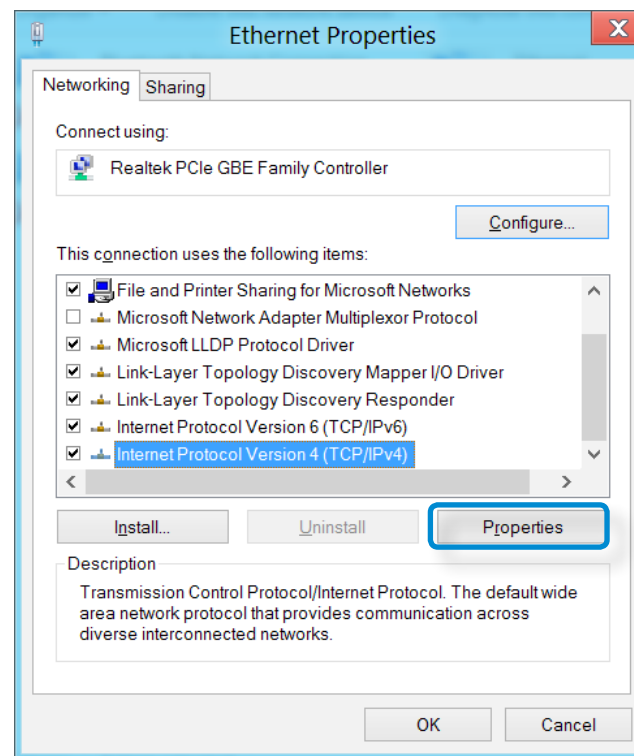 Ethernet Properties
X
Networking
Sharing
Connect using:
Realtek PCIe GBE Family Controller
Configure...
This connection uses the following items:
File and Printer Sharing for Microsoft Networks
Microsoft Network Adapter Multiplexor Protocol
Microsoft LLDP Protocol Driver
Link-Layer Topology Discovery Mapper I/O Driver
Link-Layer Topology Discovery Responder
Internet Protocol Version 6 (TCP/IPv6)
Internet Protocol Version 4 (TCP/IPv4)
Install... Uninstall Properties
Description
Transmission Control Protocol/Internet Protocol. The default wide
area network protocol that provides communication across
diverse interconnected networks.
OK Cancel